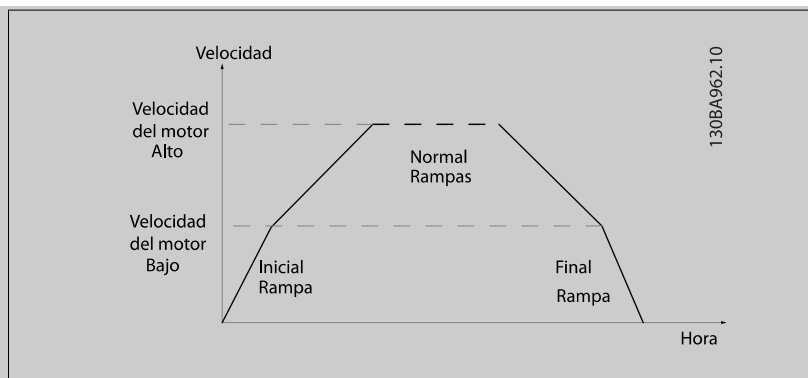 Velocidad
130BA962.10
Velocidad
del motor
Alto
Normal
Rampas
Velocidad
del motor
Bajo
Inicial
Rampa
Final
Rampa
Hora